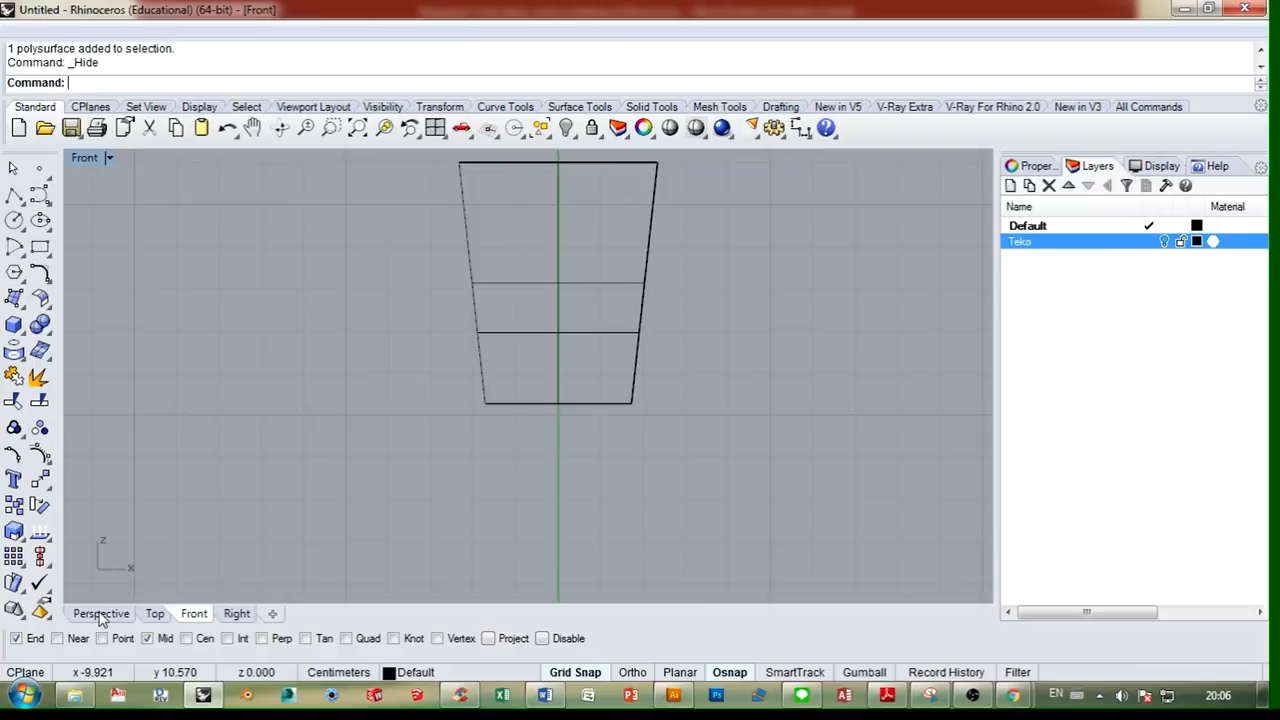 Untitled - Rhinoceros (Educational) (64-bit) - [Front]
1 polysurface added to selection.
Command: _Hide
Command:
Standard CPlanes Set View Display Select Viewport Layout Visibility Transform Curve Tools Surface Tools Solid Tools Mesh Tools Drafting New in V5 V-Ray Extra V-Ray For Rhino 2.0 New in V3 All Commands
Front
Proper... Layers Display Help
Name Material
Default
Teko
z
x
Perspective Top Front Right
End Near Point Mid Cen Int Perp Tan Quad Knot Vertex Project Disable
CPlane x -9.921 y 10.570 z 0.000 Centimeters Default Grid Snap Ortho Planar Osnap SmartTrack Gumball Record History Filter
EN 20:06